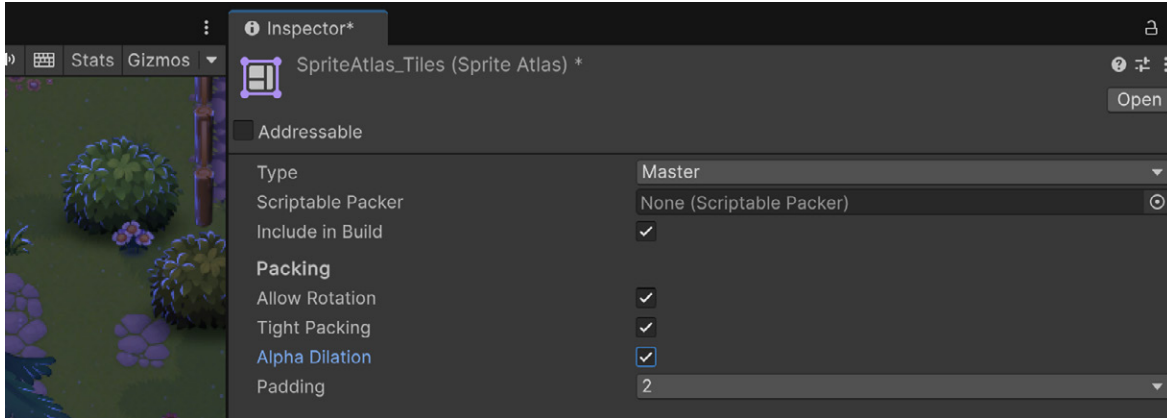 Inspector*
Stats Gizmos
SpriteAtlas_Tiles (Sprite Atlas) *
Open
Addressable
Type Master
Scriptable Packer None (Scriptable Packer)
Include in Build
Packing
Allow Rotation
Tight Packing
Alpha Dilation
Padding 2